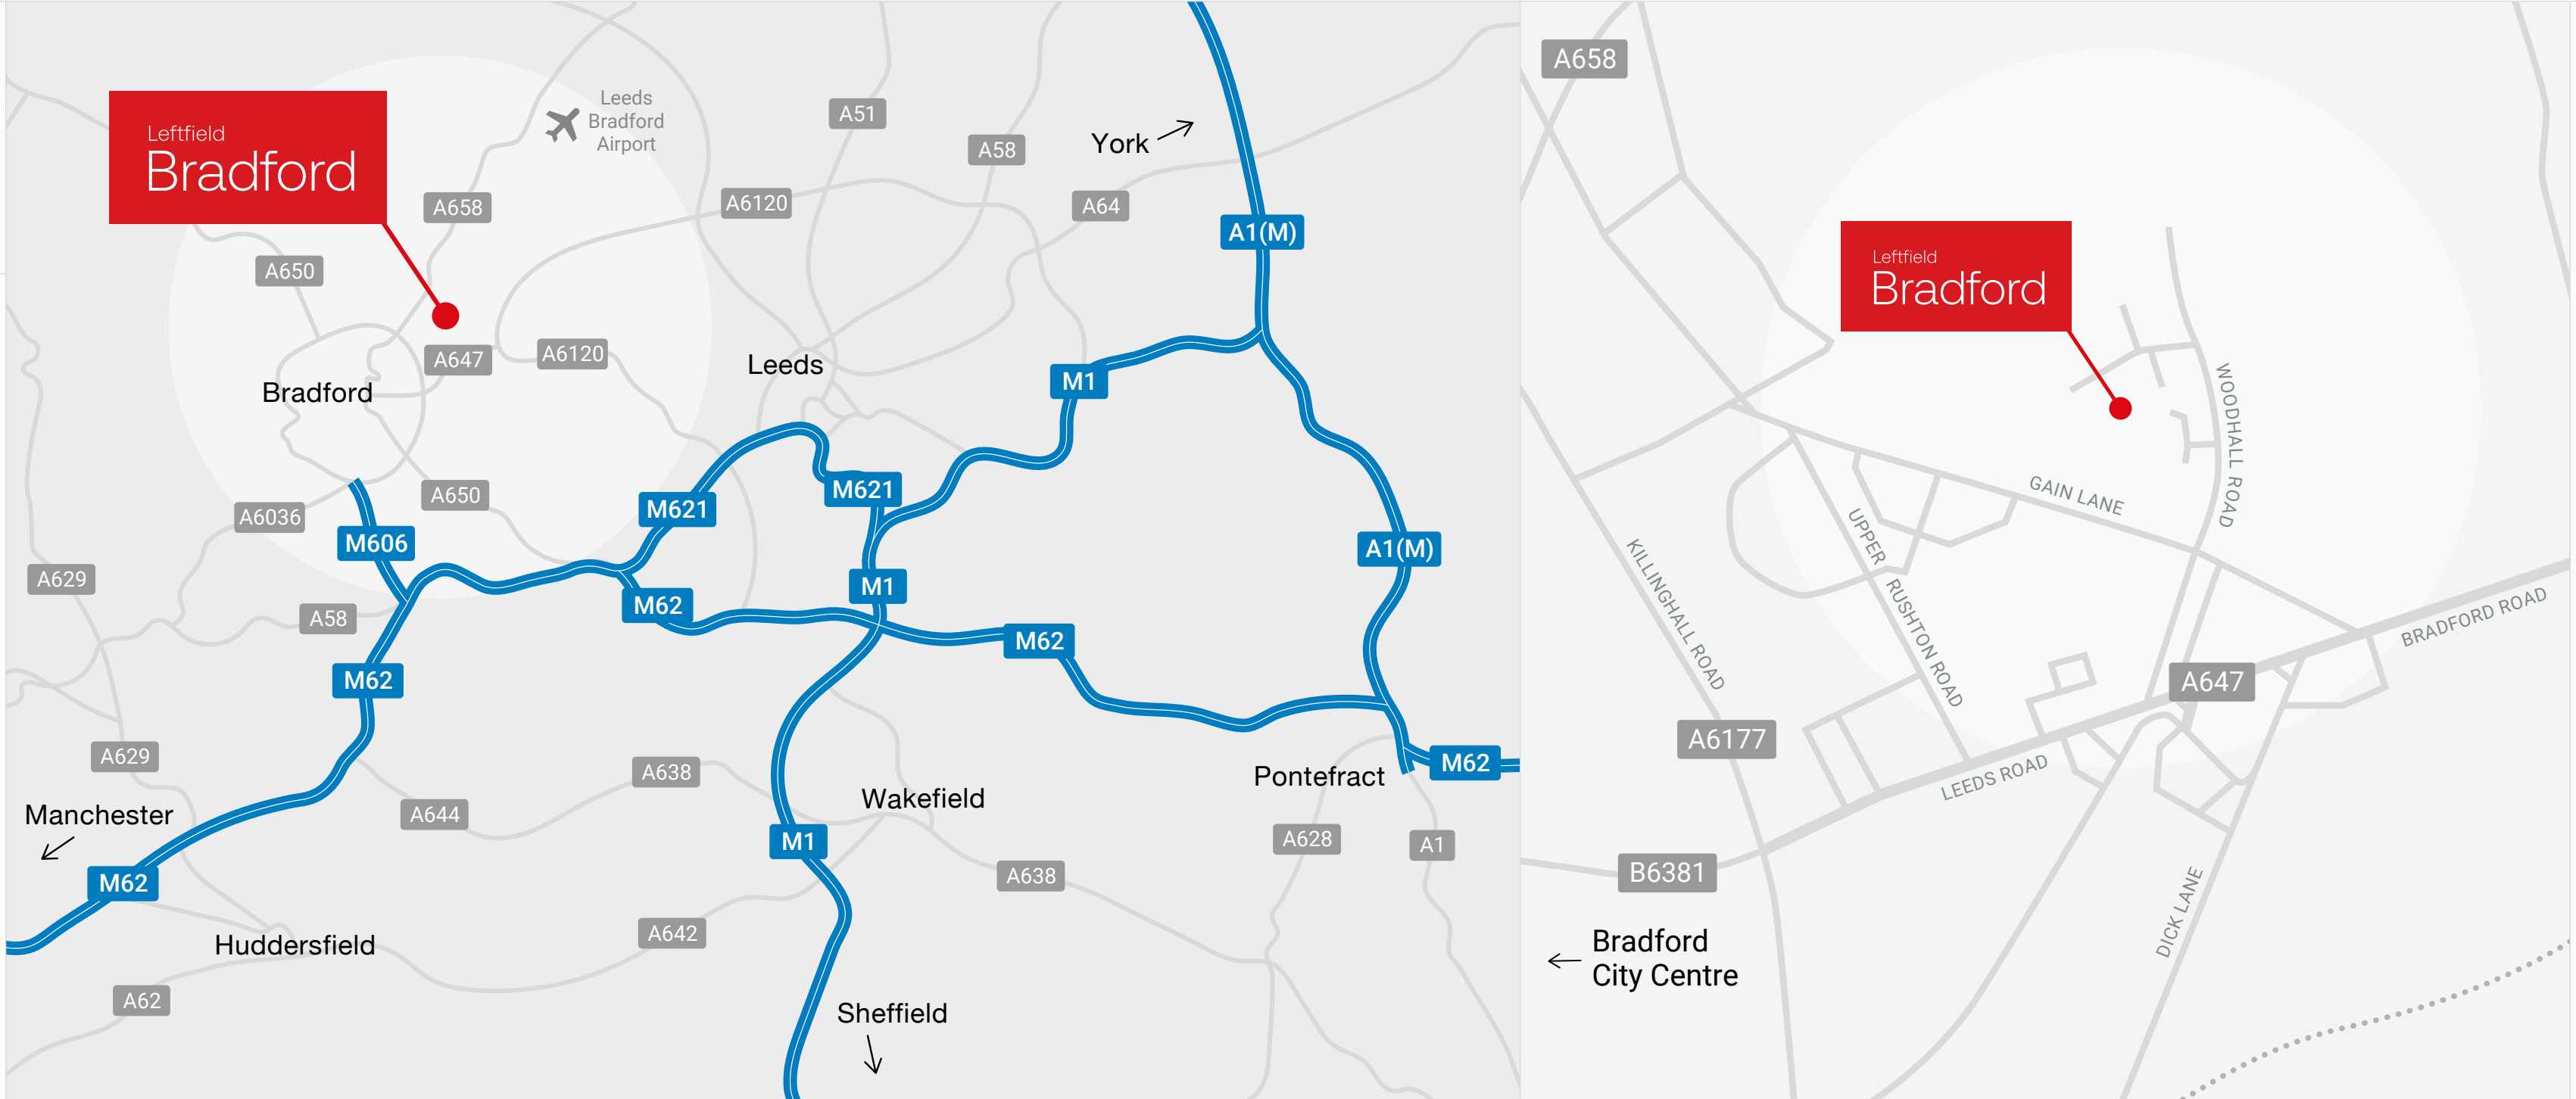 Leeds
Bradford
Airport
Leftfield
Bradford
A51
York
A58
A658
A6120
A64
A1(M)
A650
A647
A6120
Leeds
M1
Bradford
M621
A650
M621
A6036
M606
A1(M)
A629
M1
A58
M62
M62
M62
A629
A638
Pontefract
M62
Manchester
A644
Wakefield
M1
A628
A1
M62
A638
Huddersfield
A642
A62
Sheffield
A658
Leftfield
Bradford
WOODHALL ROAD
GAIN LANE
UPPER RUSHTON ROAD
KILLINGHALL ROAD
BRADFORD ROAD
A647
A6177
LEEDS ROAD
B6381
DICK LANE
Bradford
City Centre